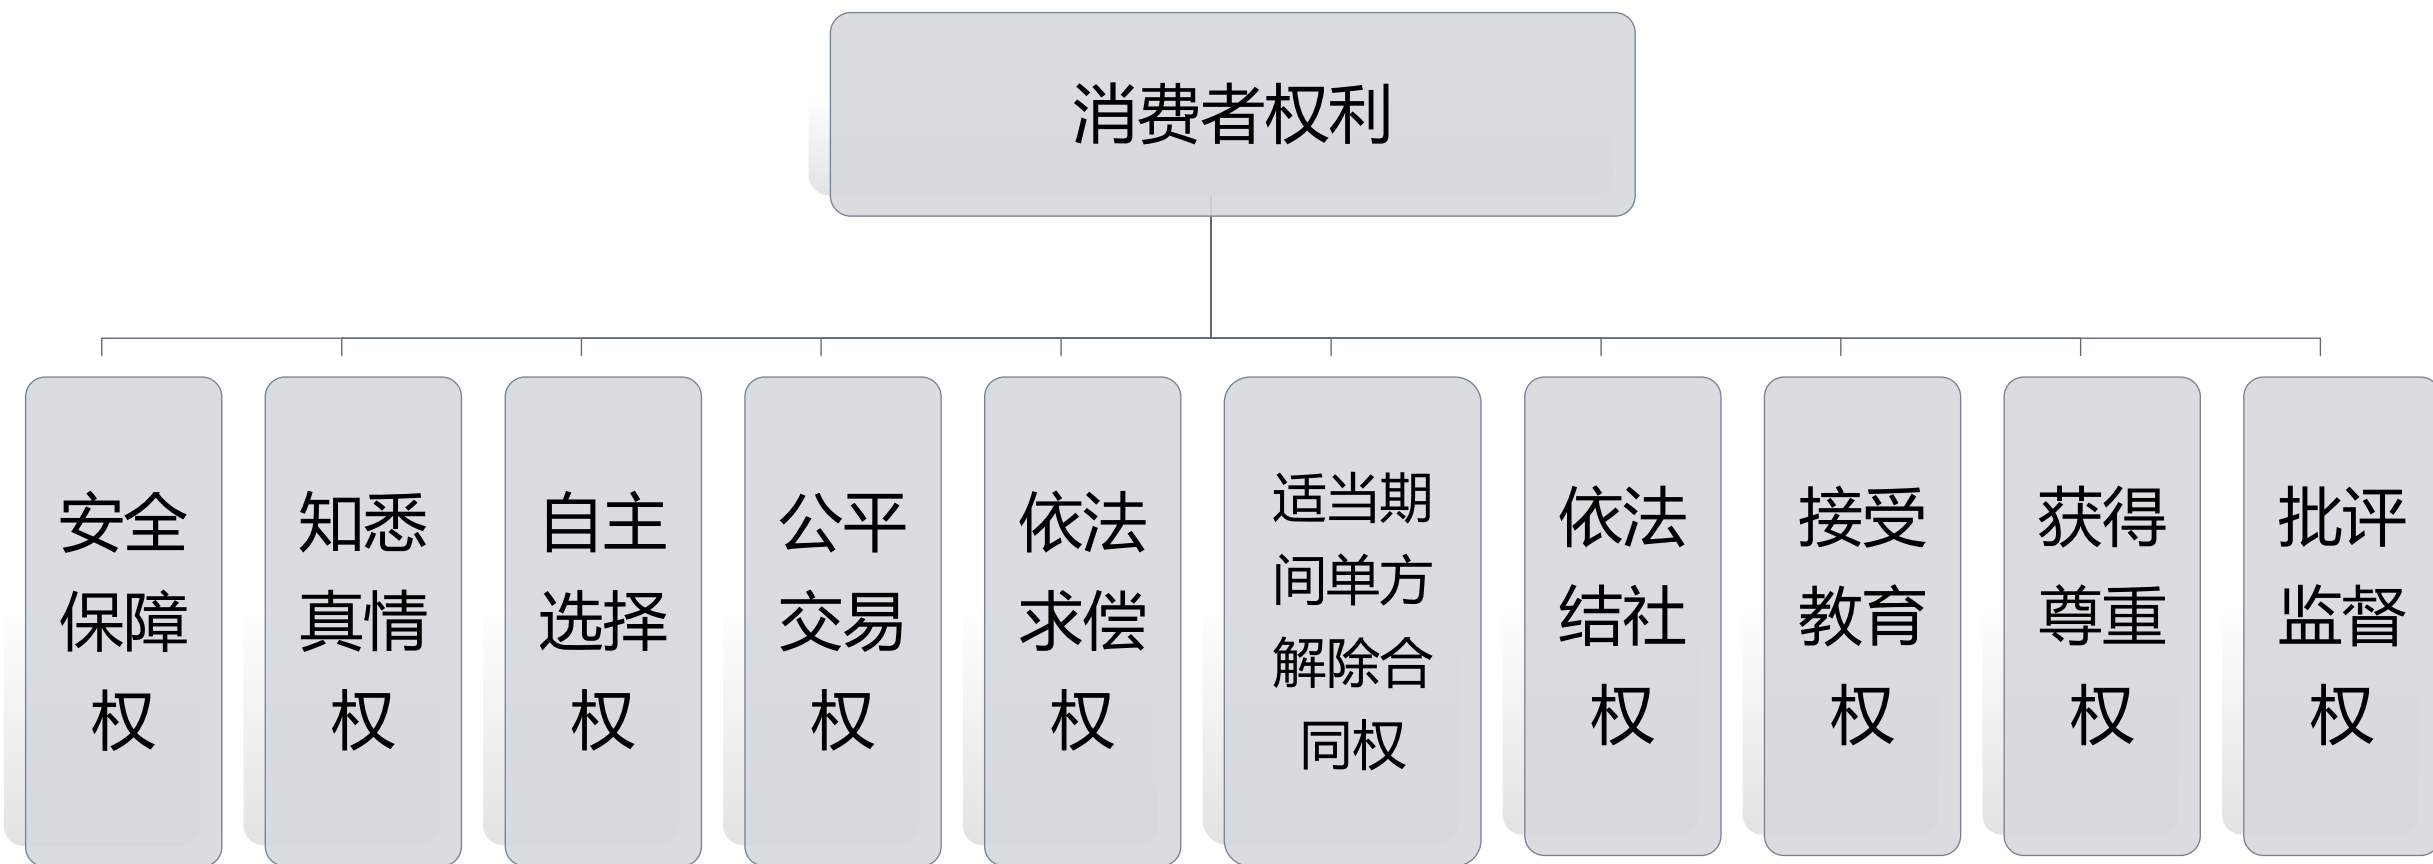 消费者权利
安全
保障
权
知悉
真情
权
自主
选择
权
公平
交易
权
依法
求偿
权
适当期
间单方
解除合
同权
依法
结社
权
接受
教育
权
获得
尊重
权
批评
监督
权